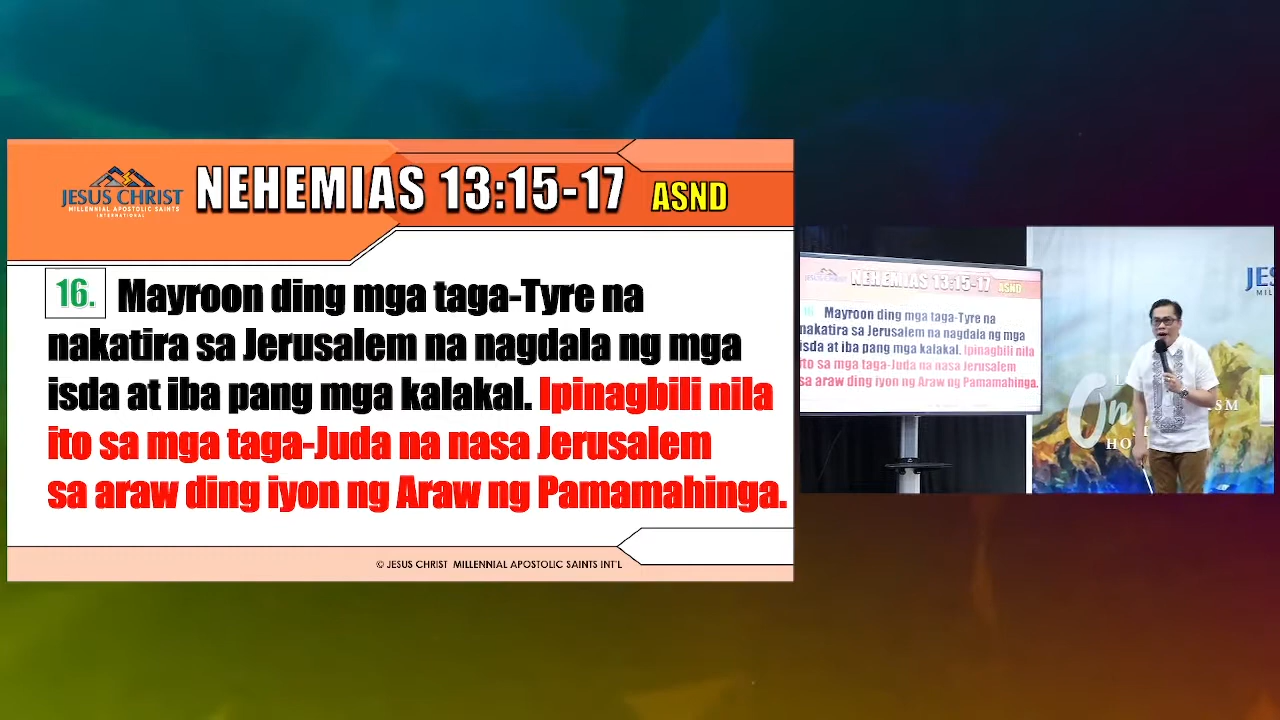 JESUS CHRIST
MILLENNIAL APOSTOLIC SAINTS
INTERNATIONAL
NEHEMIAS 13:15-17 ASND
16. Mayroon ding mga taga-Tyre na
nakatira sa Jerusalem na nagdala ng mga
isda at iba pang mga kalakal. Ipinagbili nila
ito sa mga taga-Juda na nasa Jerusalem
sa araw ding iyon ng Araw ng Pamamahinga.
© JESUS CHRIST MILLENNIAL APOSTOLIC SAINTS INT'L
NEHEMIAS 13:15-17 ASND
Mayroon ding mga taga-Tyre na
nakatira sa Jerusalem na nagdala ng mga
isda at iba pang mga kalakal. Ipinagbili nila
ito sa mga taga-Juda na nasa Jerusalem
sa araw ding iyon ng Araw ng Pamamahinga.
JES
MIL
On
SM
HO